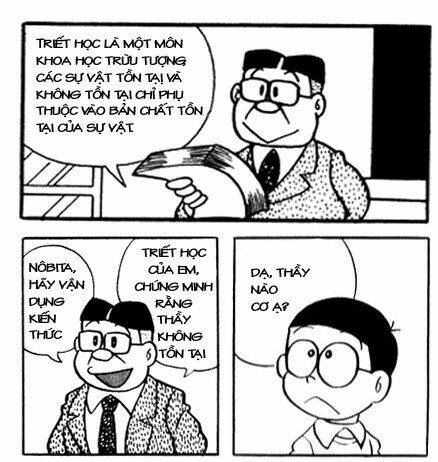 TRIẾT HỌC LÀ MỘT MÔN
KHOA HỌC TRỪU TƯỢNG,
CÁC SỰ VẬT TỒN TẠI VÀ
KHÔNG TỒN TẠI CHỈ PHỤ
THUỘC VÀO BẢN CHẤT TỒN
TẠI CỦA SỰ VẬT.
NÔBITA,
HÃY VẬN
DỤNG
KIẾN
THỨC
TRIẾT HỌC
CỦA EM,
CHỨNG MINH
RẰNG
THẦY
KHÔNG
TỒN TẠI
DẠ, THẦY
NÀO
CƠ Ạ?